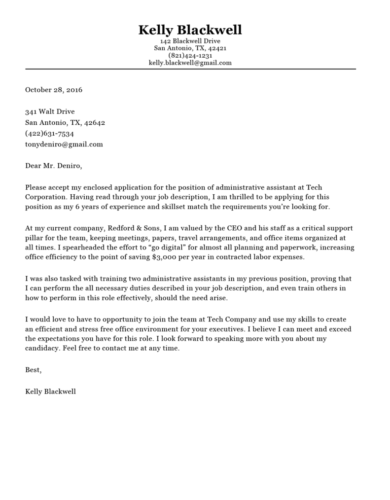 Kelly Blackwell
142 Blackwell Drive
San Antonio, TX, 42421
(821)424-1231
kelly.blackwell@gmail.com
October 28, 2016
341 Walt Drive
San Antonio, TX, 42642
(422)631-7534
tonydeniro@gmail.com
Dear Mr. Deniro,
Please accept my enclosed application for the position of administrative assistant at Tech
Corporation. Having read through your job description, I am thrilled to be applying for this
position as my 6 years of experience and skillset match the requirements you're looking for.
At my current company, Redford & Sons, I am valued by the CEO and his staff as a critical support
pillar for the team, keeping meetings, papers, travel arrangements, and office items organized at
all times. I spearheaded the effort to "go digital" for almost all planning and paperwork, increasing
office efficiency to the point of saving $3,000 per year in contracted labor expenses.
I was also tasked with training two administrative assistants in my previous position, proving that
I can perform the all necessary duties described in your job description, and even train others in
how to perform in this role effectively, should the need arise.
I would love to have to opportunity to join the team at Tech Company and use my skills to create
an efficient and stress free office environment for your executives. I believe I can meet and exceed
the expectations you have for this role. I look forward to speaking more with you about my
candidacy. Feel free to contact me at any time.
Best,
Kelly Blackwell